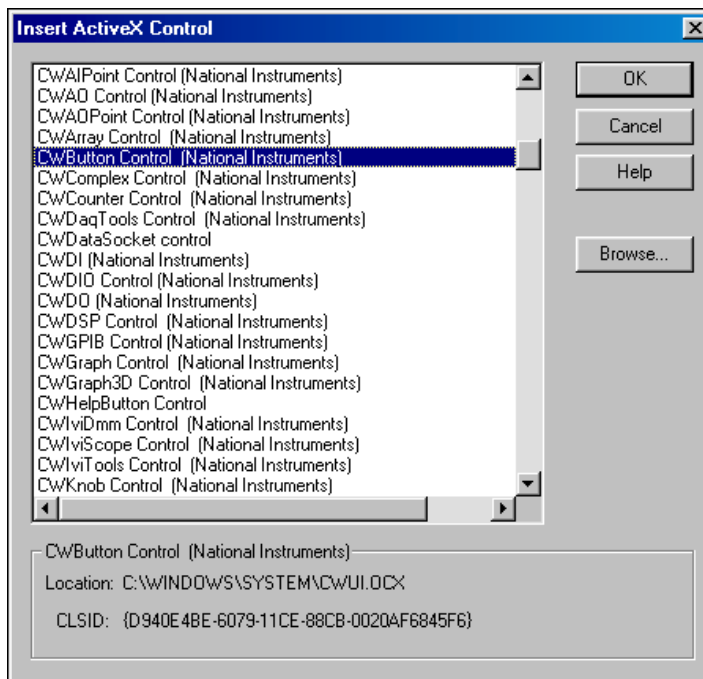 Insert ActiveX Control
CWAIPoint Control (National Instruments)
CWAO Control (National Instruments)
CWAOPoint Control (National Instruments)
CWArray Control (National Instruments)
CWButton Control (National Instruments)
CWComplex Control (National Instruments)
CWCounter Control (National Instruments)
CWDaqTools Control (National Instruments)
CWDataSocket control
CWDI (National Instruments)
CWDIO Control (National Instruments)
CWDO (National Instruments)
CWDSP Control (National Instruments)
CWGPIB Control (National Instruments)
CWGraph Control (National Instruments)
CWGraph3D Control (National Instruments)
CWHelpButton Control
CWIviDmm Control (National Instruments)
CWIviScope Control (National Instruments)
CWIviTools Control (National Instruments)
CWKnob Control (National Instruments)
OK
Cancel
Help
Browse...
CWButton Control (National Instruments)
Location: C:\WINDOWS\SYSTEM\CWUI.OCX
CLSID: {D940E4BE-6079-11CE-88CB-0020AF6845F6}